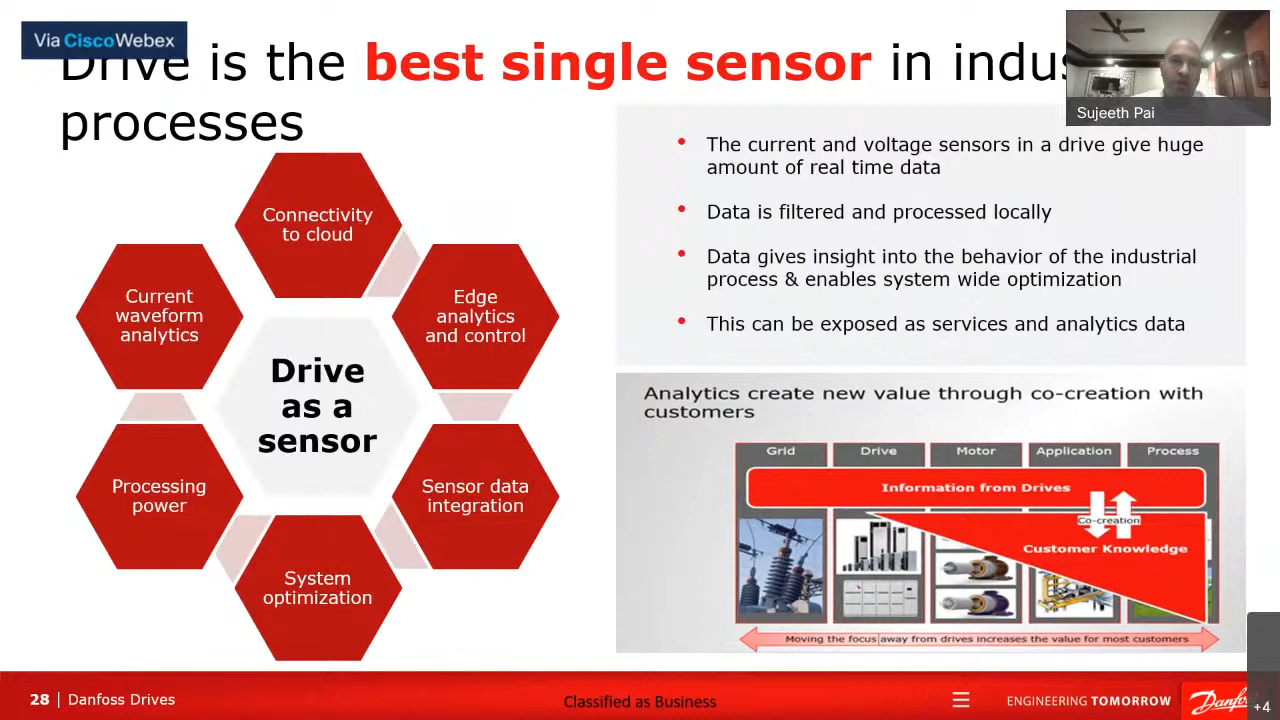 Via CiscoWebex
Drive is the best single sensor in
processes
Sujeeth Pai
Connectivity
to cloud
Current
waveform
analytics
Edge
analytics
and control
Drive
as a
sensor
Processing
power
Sensor data
integration
System
optimization
• The current and voltage sensors in a drive give huge
amount of real time data
• Data is filtered and processed locally
• Data gives insight into the behavior of the industrial
process & enables system wide optimization
• This can be exposed as services and analytics data
Analytics create new value through co-creation with
customers
Grid Drive Motor Application Process
Information from Drives
Co-creation
Customer Knowledge
Moving the focus away from drives increases the value for most customers
28 | Danfoss Drives
Classified as Business
ENGINEERING TOMORROW
Danfoss
+4